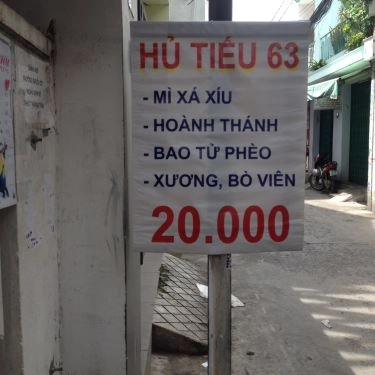 HỦ TIẾU 63
- MÌ XÁ XÍU
- HOÀNH THÁNH
- BAO TỬ PHÈO
- XƯƠNG, BÒ VIÊN
20.000